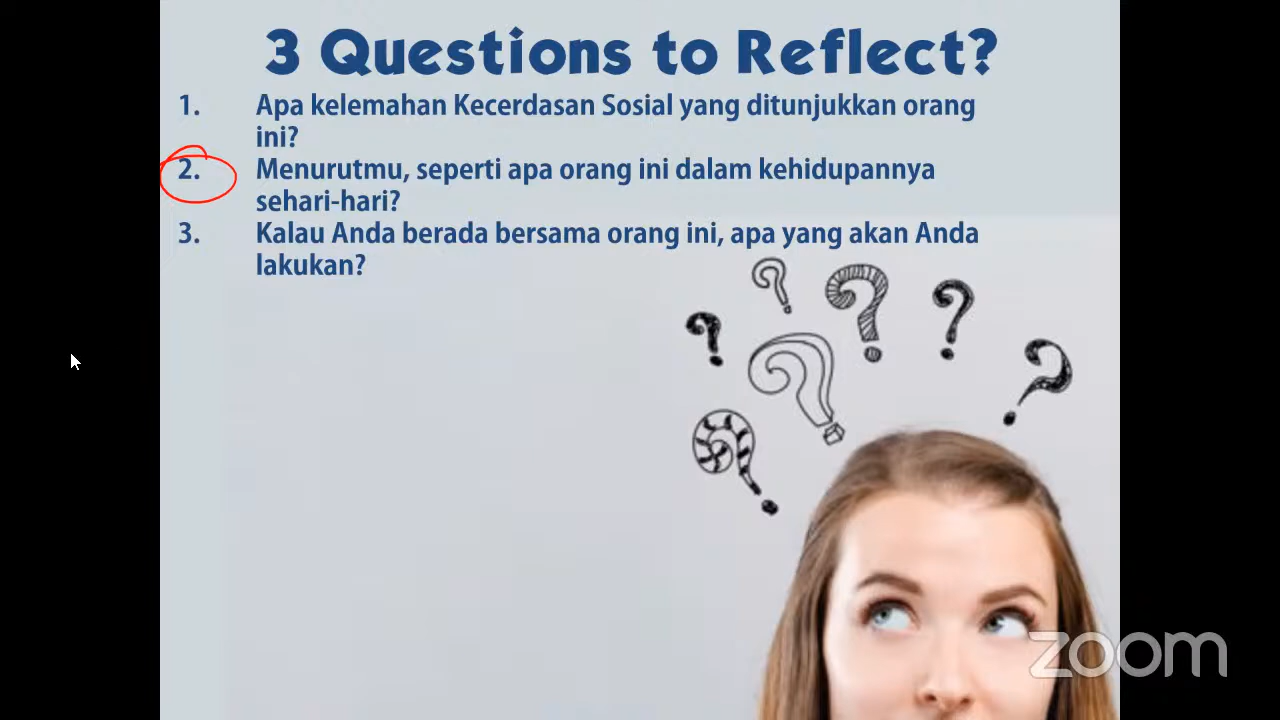 3 Questions to Reflect?
1. Apa kelemahan Kecerdasan Sosial yang ditunjukkan orang
ini?
2. Menurutmu, seperti apa orang ini dalam kehidupannya
sehari-hari?
3. Kalau Anda berada bersama orang ini, apa yang akan Anda
lakukan?
zoom